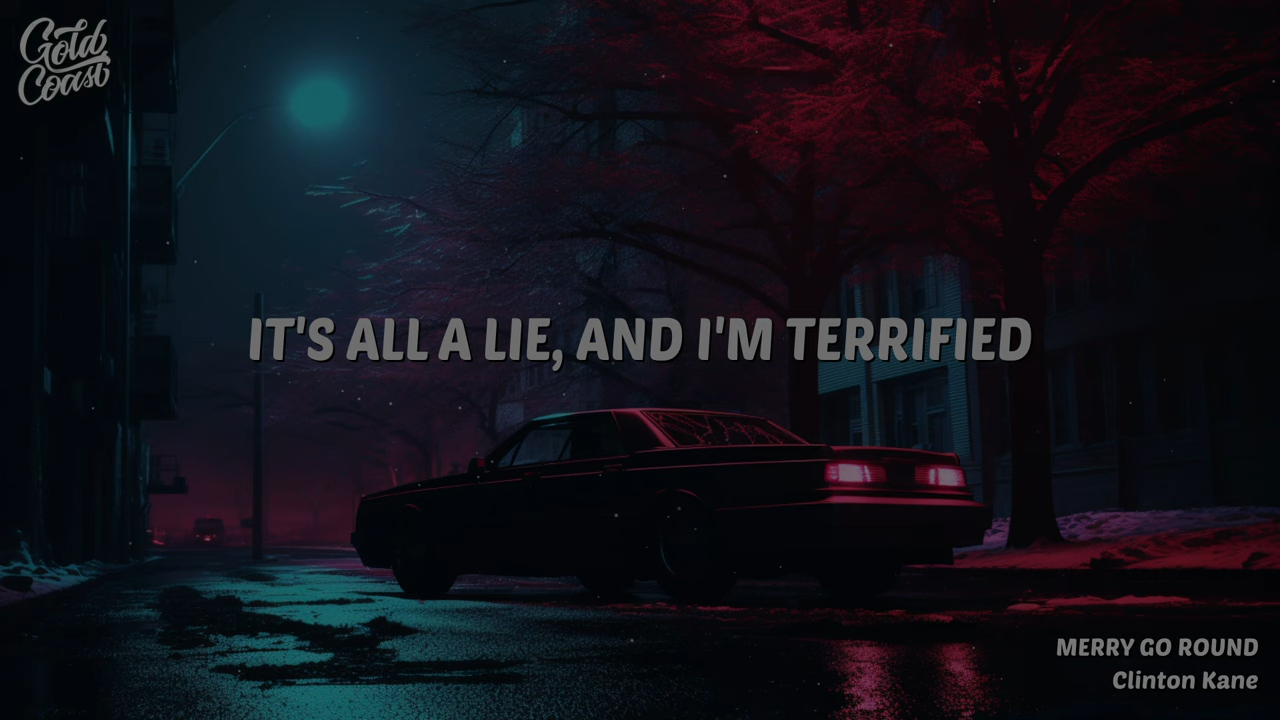 Gold
Coast
IT'S ALL A LIE, AND I'M TERRIFIED
MERRY GO ROUND
Clinton Kane